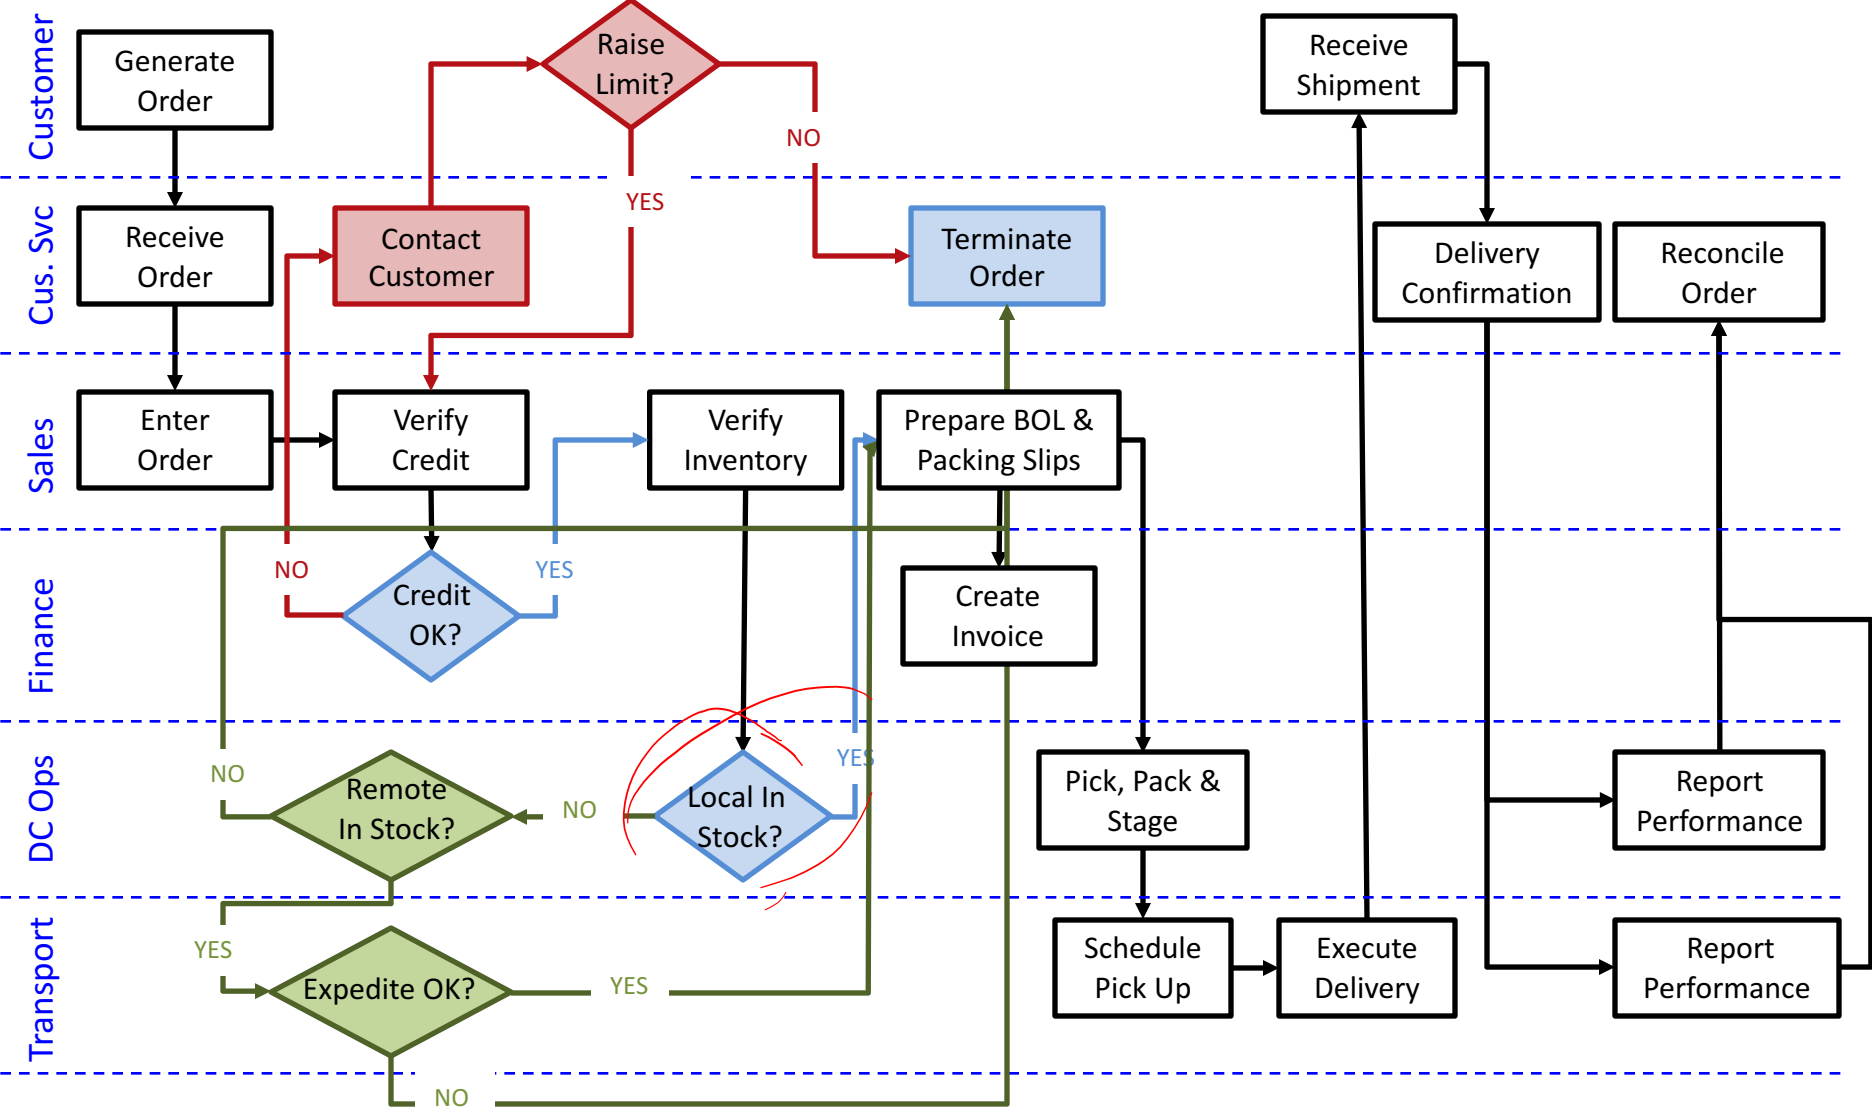 Customer
Generate
Order
Raise
Limit?
NO
YES
Receive
Shipment
Cus. Svc
Receive
Order
Contact
Customer
Terminate
Order
Delivery
Confirmation
Reconcile
Order
Sales
Enter
Order
Verify
Credit
Verify
Inventory
Prepare BOL &
Packing Slips
Finance
NO
Credit
OK?
YES
Create
Invoice
DC Ops
NO
Remote
In Stock?
NO
Local In
Stock?
YES
Pick, Pack &
Stage
Report
Performance
Transport
YES
Expedite OK?
YES
NO
Schedule
Pick Up
Execute
Delivery
Report
Performance